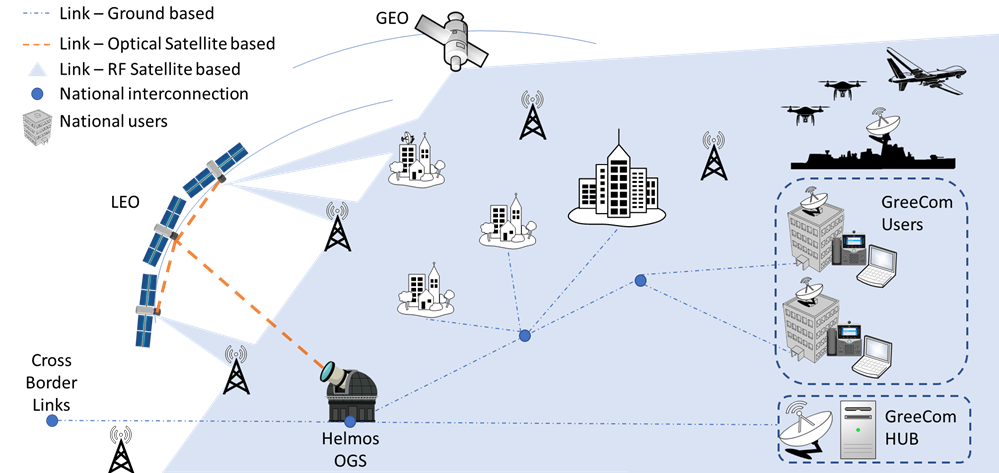 Link – Ground based
Link – Optical Satellite based
Link – RF Satellite based
National interconnection
National users
GEO
LEO
GreeCom
Users
Cross
Border
Links
Helmos
OGS
GreeCom
HUB